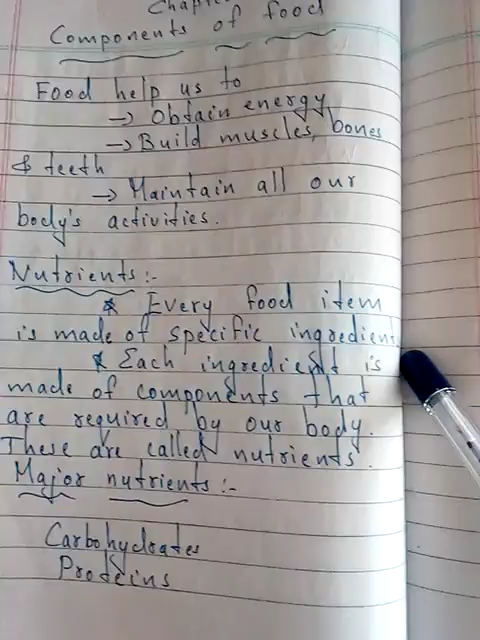 Components of food
Food help us to
→ Obtain energy
→ Build muscles, bones
& teeth
→ Maintain all our
body's activities.
Nutrients :-
* Every food item
is made of specific ingredient
* Each ingredient is
made of components that
are required by our body.
These are called nutrients.
Major nutrients :-
Carbohydrates
Proteins